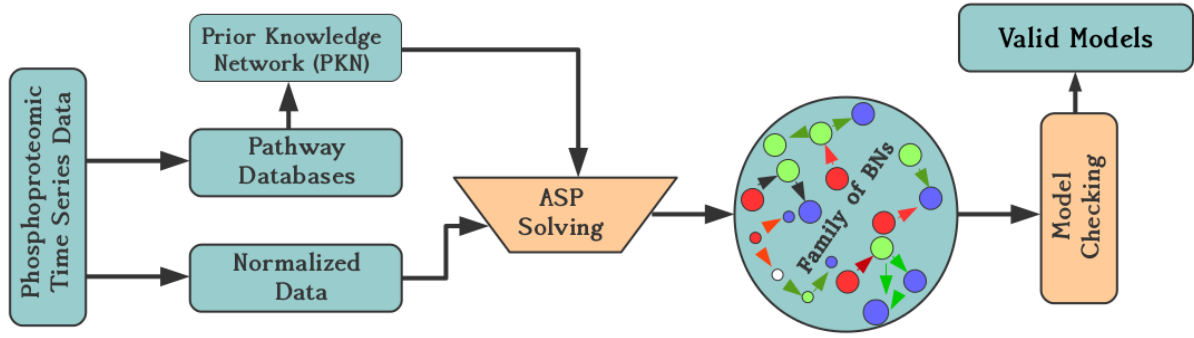 Phosphoproteomic
Time Series Data
Prior Knowledge
Network (PKN)
Pathway
Databases
Normalized
Data
ASP
Solving
Family of BNs
Model
Checking
Valid Models